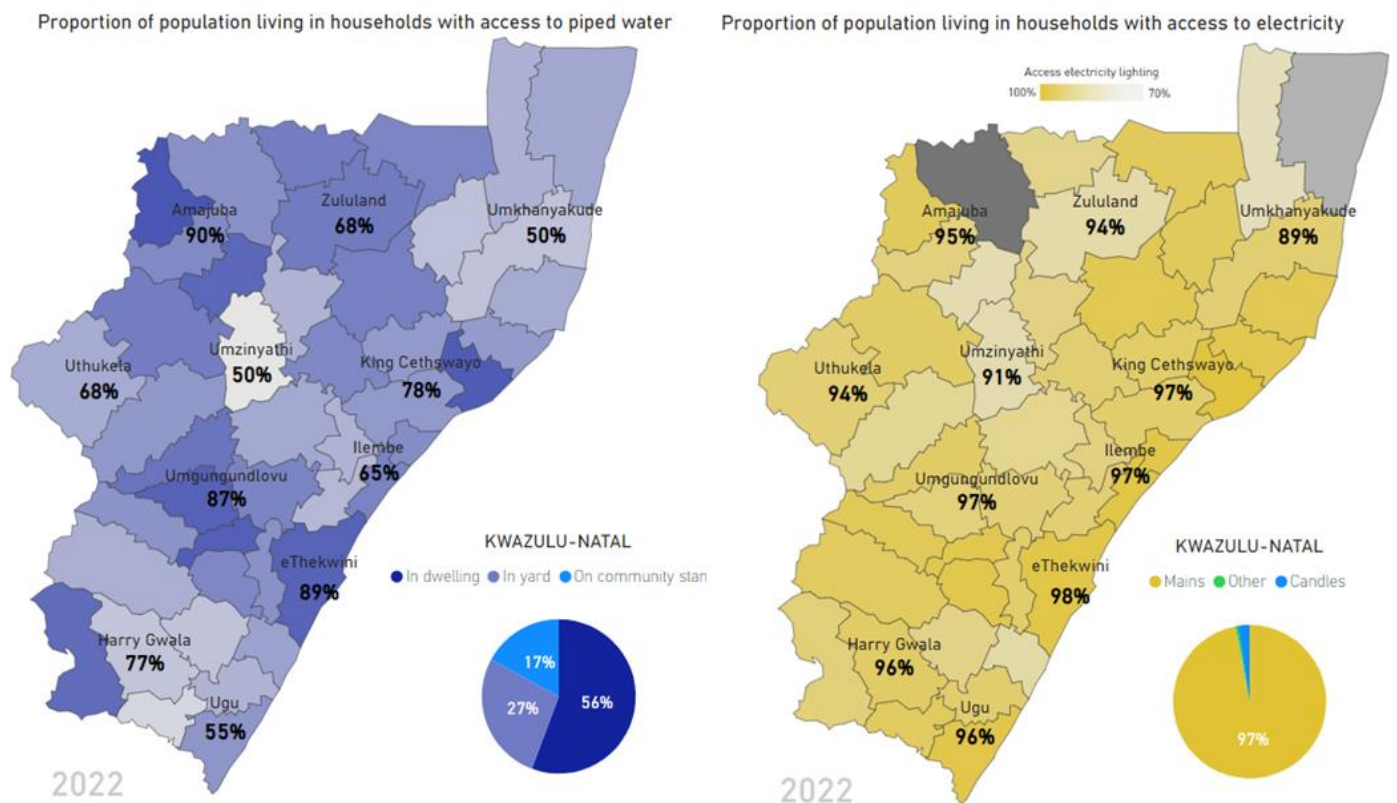 Proportion of population living in households with access to piped water
Amajuba
90%
Zululand
68%
Umkhanyakude
50%
Uthukela
68%
Umzinyathi
50%
King Cethswayo
78%
Ilembe
65%
Umgungundlovu
87%
eThekwini
89%
Harry Gwala
77%
Ugu
55%
KWAZULU-NATAL
In dwelling In yard On community stan
17%
27%
56%
2022
Proportion of population living in households with access to electricity
Access electricity lighting
100% 70%
Amajuba
95%
Zululand
94%
Umkhanyakude
89%
Uthukela
94%
Umzinyathi
91%
King Cethswayo
97%
Ilembe
97%
Umgungundlovu
97%
eThekwini
98%
Harry Gwala
96%
Ugu
96%
KWAZULU-NATAL
Mains Other Candles
97%
2022